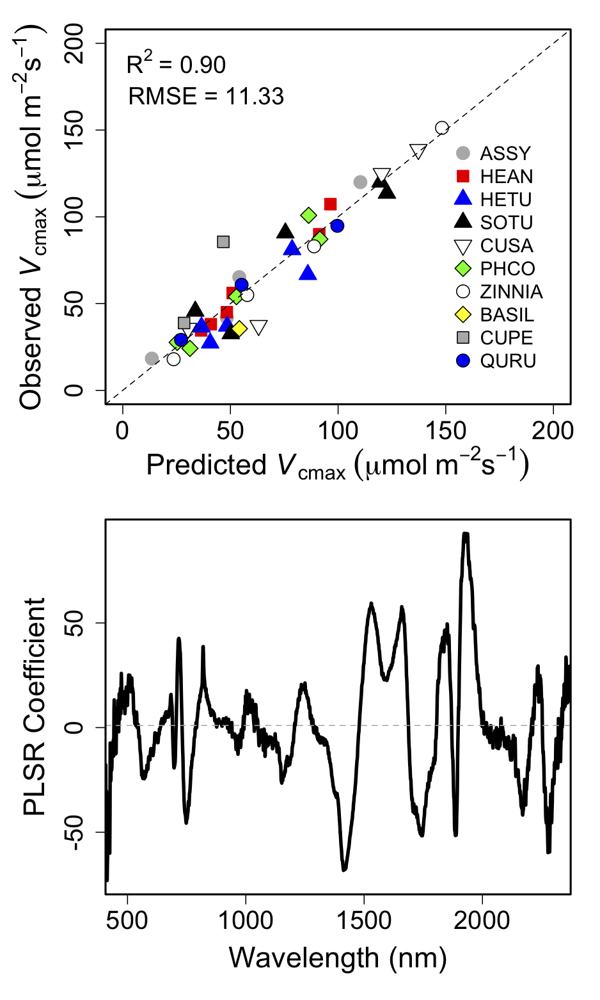 R² = 0.90
RMSE = 11.33
Observed Vcmax (μmol m⁻²s⁻¹)
200
150
100
50
0
ASSY
HEAN
HETU
SOTU
CUSA
PHCO
ZINNIA
BASIL
CUPE
QURU
0 50 100 150 200
Predicted Vcmax (μmol m⁻²s⁻¹)
PLSR Coefficient
50
0
-50
500 1000 1500 2000
Wavelength (nm)